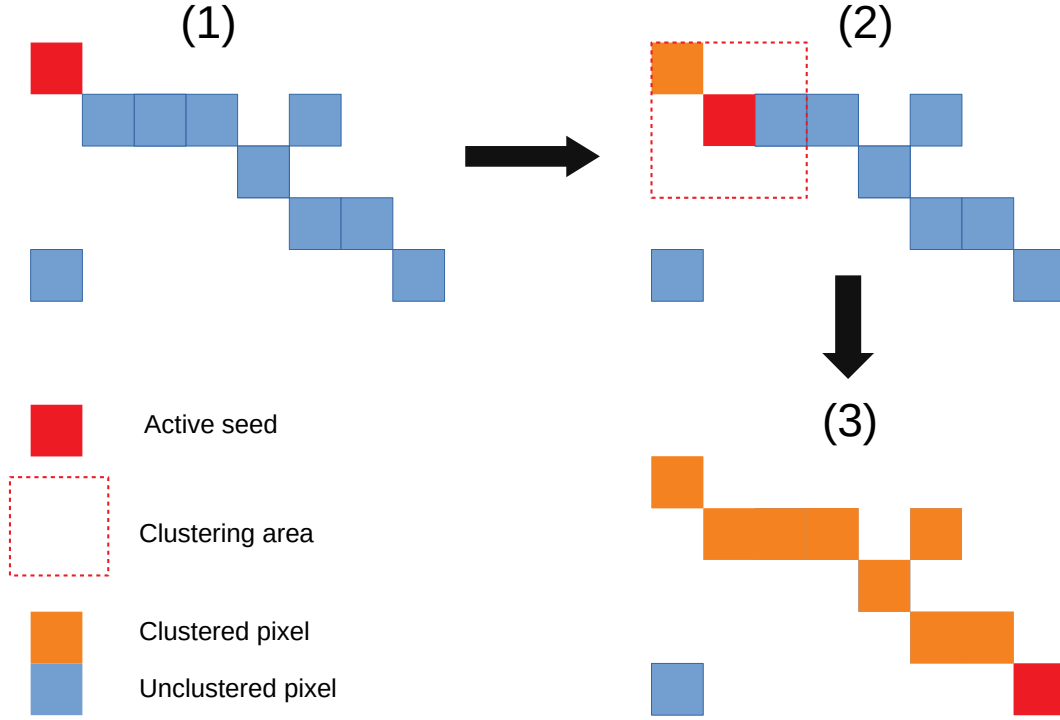 (1)
(2)
(3)
Active seed
Clustering area
Clustered pixel
Unclustered pixel